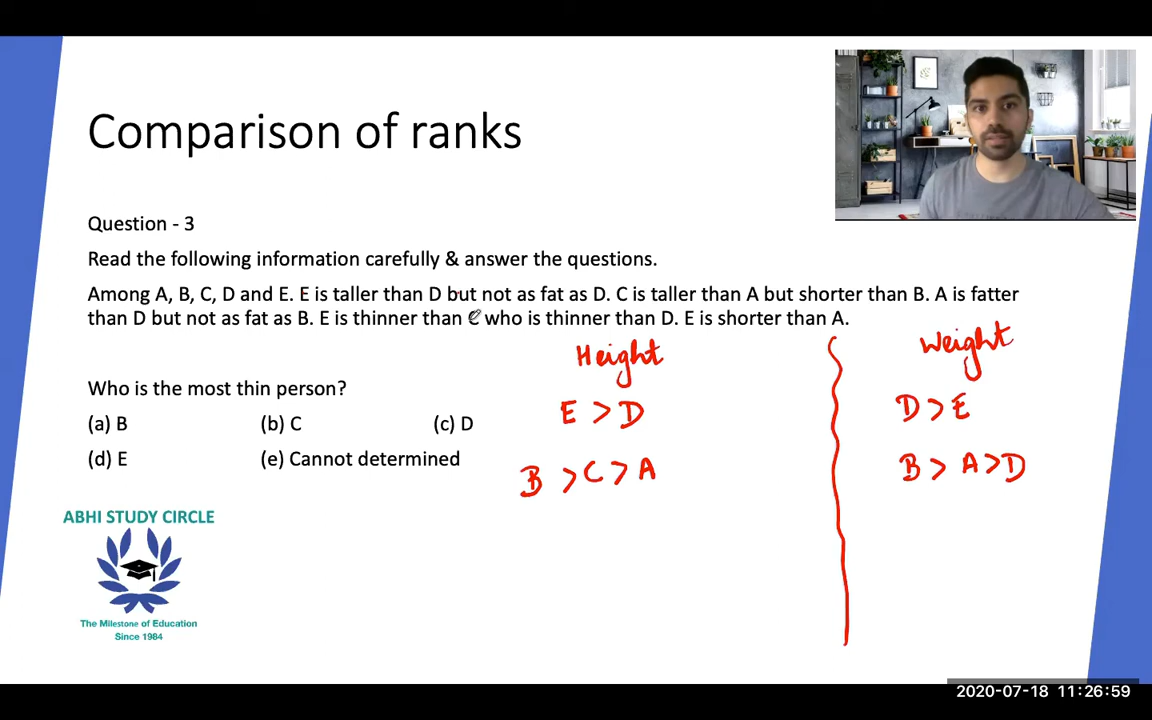 Comparison of ranks
Question - 3
Read the following information carefully & answer the questions.
Among A, B, C, D and E. E is taller than D but not as fat as D. C is taller than A but shorter than B. A is fatter
than D but not as fat as B. E is thinner than C who is thinner than D. E is shorter than A.
Height
Weight
Who is the most thin person?
E > D
D > E
(a) B
(b) C
(c) D
(d) E
(e) Cannot determined
B > C > A
B > A > D
ABHI STUDY CIRCLE
The Milestone of Education
Since 1984
2020-07-18 11:26:59